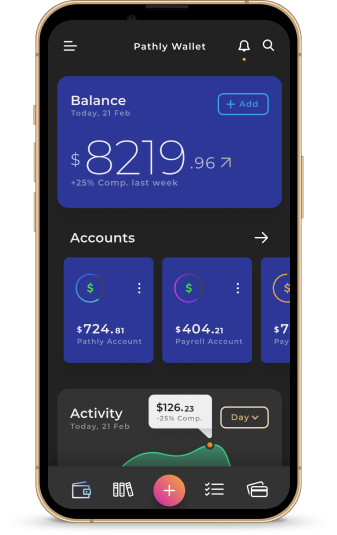 Pathly Wallet
Balance
+ Add
Today, 21 Feb
$8219.96
+25% Comp. last week
Accounts
$ $ $
$724.81 $404.21 $7
Pathly Account Payroll Account Pay
Activity
Today, 21 Feb
$126.23
-25% Comp.
Day